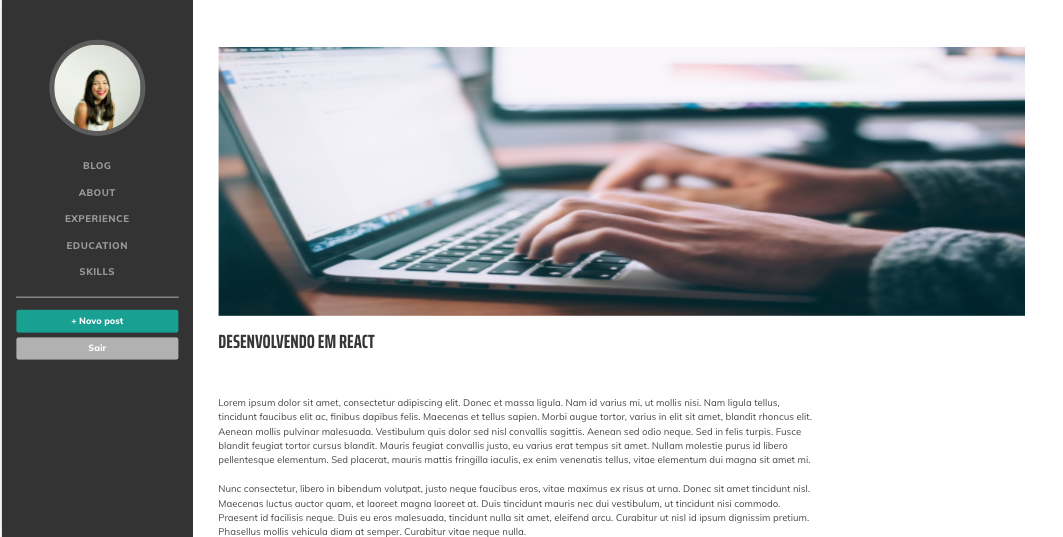 BLOG
ABOUT
EXPERIENCE
EDUCATION
SKILLS
+ Novo post
Sair
DESENVOLVENDO EM REACT
Lorem ipsum dolor sit amet, consectetur adipiscing elit. Donec et massa ligula. Nam id varius mi, ut mollis nisi. Nam ligula tellus,
tincidunt faucibus elit ac, finibus dapibus felis. Maecenas et tellus sapien. Morbi augue tortor, varius in elit sit amet, blandit rhoncus elit.
Aenean mollis pulvinar malesuada. Vestibulum quis dolor sed nisl convallis sagittis. Aenean sed odio neque. Sed in felis turpis. Fusce
blandit feugiat tortor cursus blandit. Mauris feugiat convallis justo, eu varius erat tempus sit amet. Nullam molestie purus id libero
pellentesque elementum. Sed placerat, mauris mattis fringilla iaculis, ex enim venenatis tellus, vitae elementum dui magna sit amet mi.
Nunc consectetur, libero in bibendum volutpat, justo neque faucibus eros, vitae maximus ex risus at urna. Donec sit amet tincidunt nisl.
Maecenas luctus auctor quam, et laoreet magna laoreet at. Duis tincidunt mauris nec dui vestibulum, ut tincidunt nisi commodo.
Praesent id facilisis neque. Duis eu eros malesuada, tincidunt nulla sit amet, eleifend arcu. Curabitur ut nisl id ipsum dignissim pretium.
Phasellus mollis vehicula diam at semper. Curabitur vitae neque nulla.